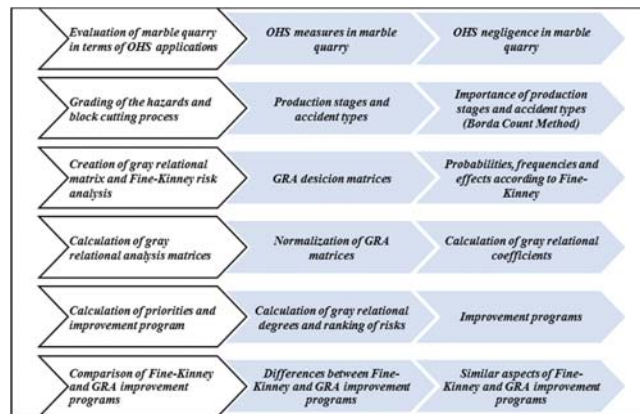 Evaluation of marble quarry
in terms of OHS applications
OHS measures in marble
quarry
OHS negligence in marble
quarry
Grading of the hazards and
block cutting process
Production stages and
accident types
Importance of production
stages and accident types
(Borda Count Method)
Creation of gray relational
matrix and Fine-Kinney risk
analysis
GRA desicion matrices
Probabilities, frequencies and
effects according to Fine-
Kinney
Calculation of gray
relational analysis matrices
Normalization of GRA
matrices
Calculation of gray relational
coefficients
Calculation of priorities and
improvement program
Calculation of gray relational
degrees and ranking of risks
Improvement programs
Comparison of Fine-Kinney
and GRA improvement
programs
Differences between Fine-
Kinney and GRA improvement
programs
Similar aspects of Fine-
Kinney and GRA improvement
programs